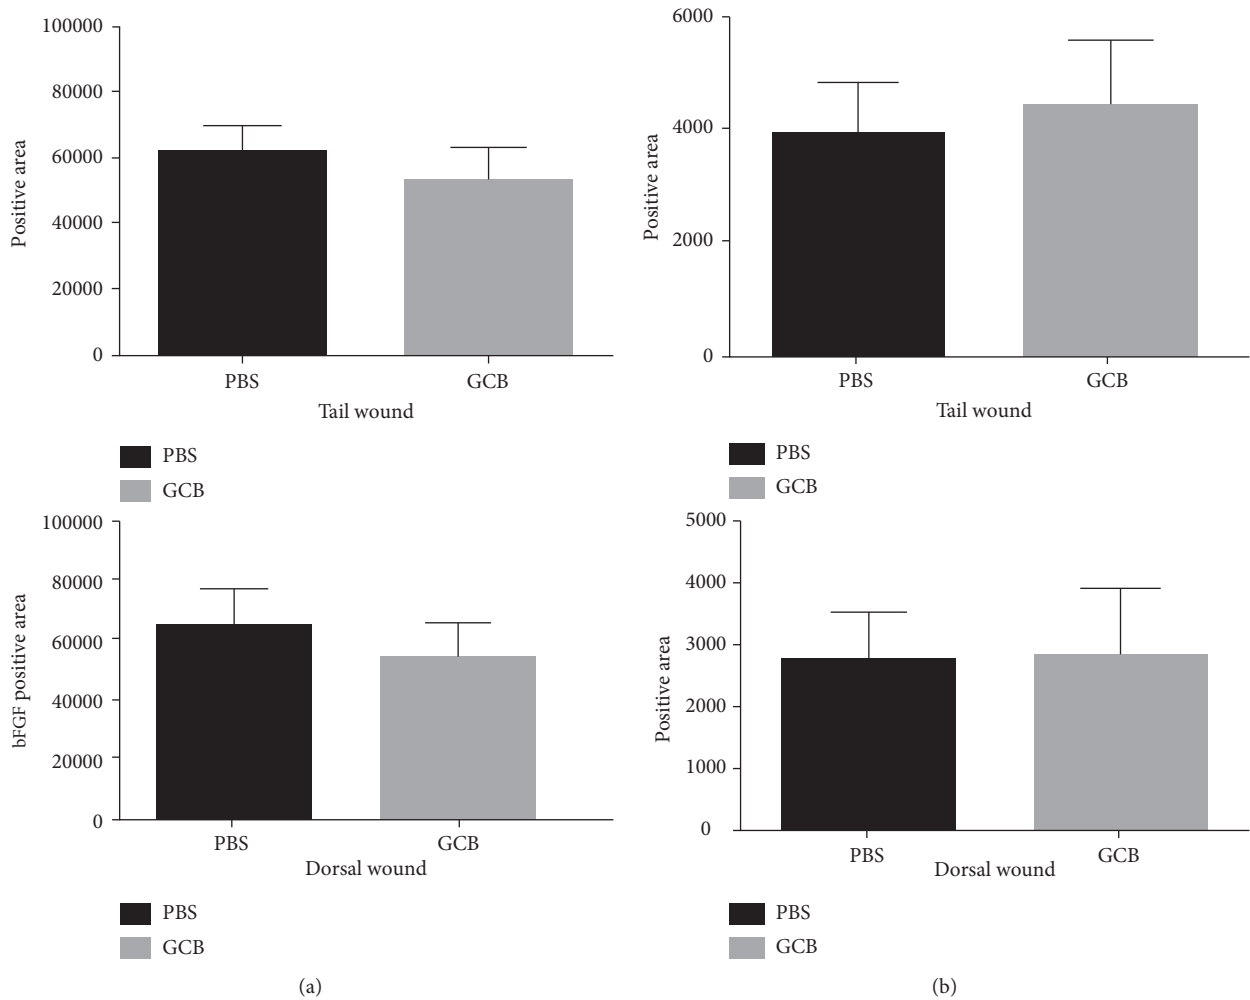 Positive area
100000
80000
60000
40000
20000
0
PBS
GCB
Tail wound
PBS
GCB
Positive area
6000
4000
2000
0
PBS
GCB
Tail wound
PBS
GCB
bFGF positive area
100000
80000
60000
40000
20000
0
PBS
GCB
Dorsal wound
PBS
GCB
(a)
Positive area
5000
4000
3000
2000
1000
0
PBS
GCB
Dorsal wound
PBS
GCB
(b)